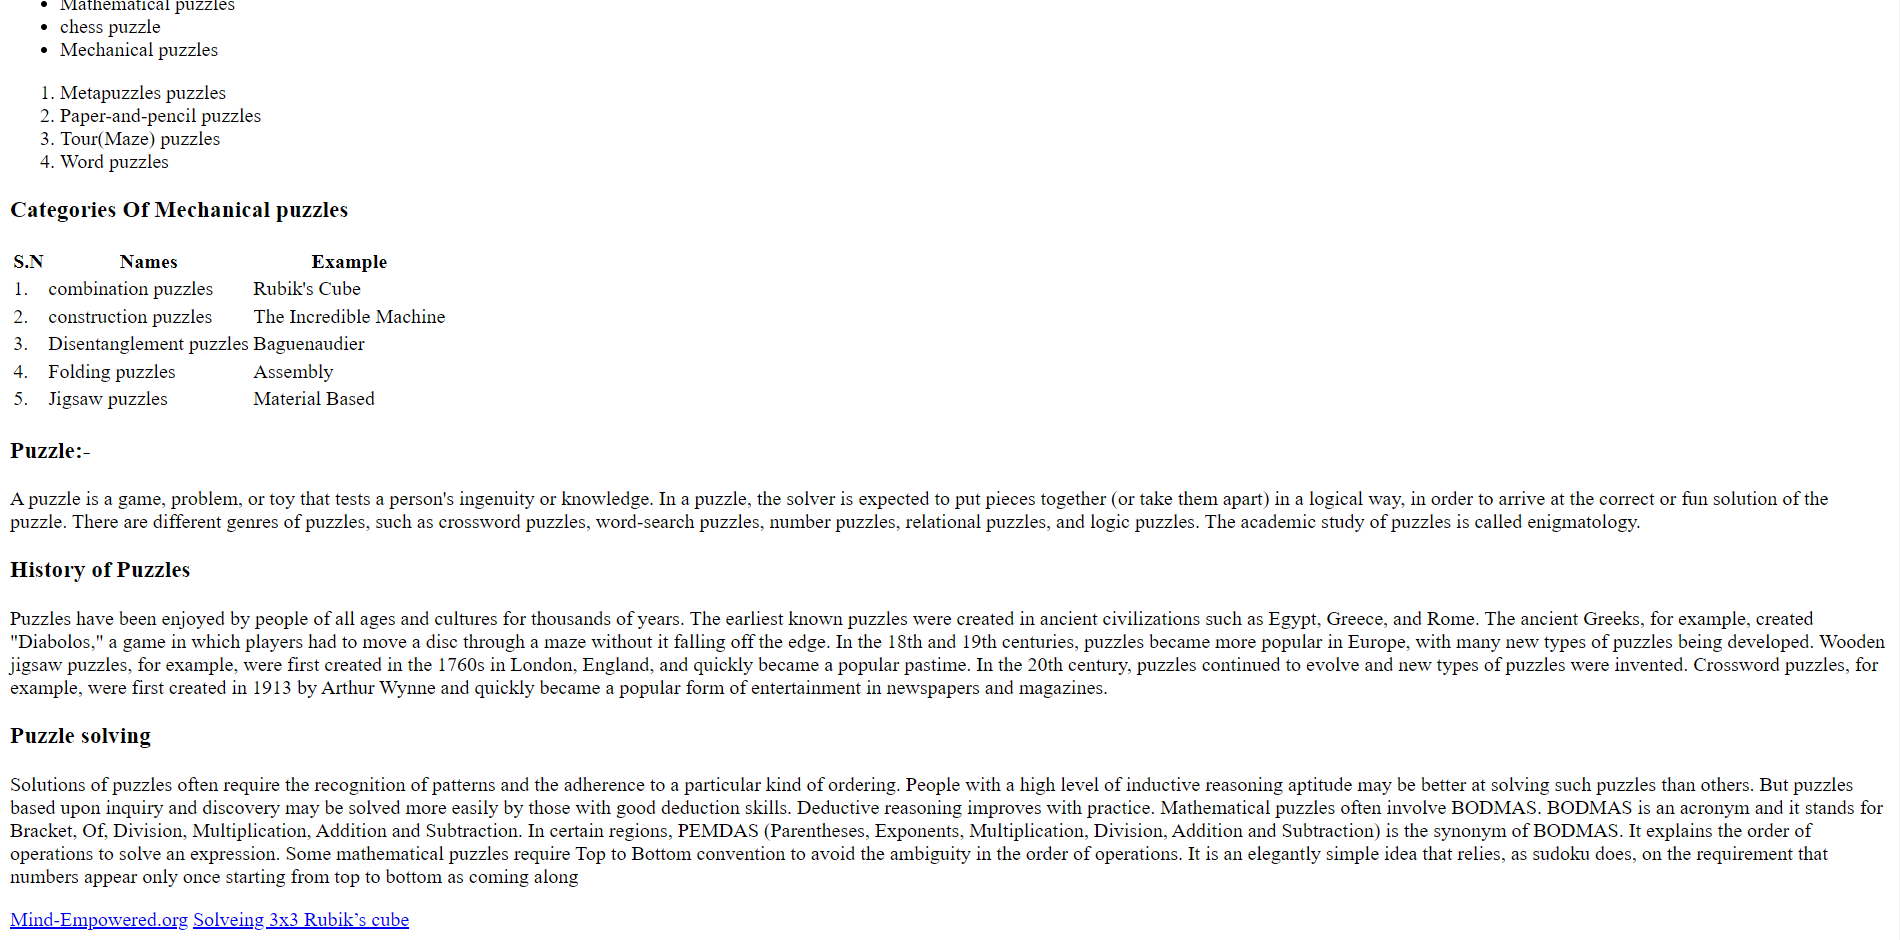 • Mathematical puzzles
• chess puzzle
• Mechanical puzzles
1. Metapuzzles puzzles
2. Paper-and-pencil puzzles
3. Tour(Maze) puzzles
4. Word puzzles
Categories Of Mechanical puzzles
S.N Names Example
1. combination puzzles Rubik's Cube
2. construction puzzles The Incredible Machine
3. Disentanglement puzzles Baguenaudier
4. Folding puzzles Assembly
5. Jigsaw puzzles Material Based
Puzzle:-
A puzzle is a game, problem, or toy that tests a person's ingenuity or knowledge. In a puzzle, the solver is expected to put pieces together (or take them apart) in a logical way, in order to arrive at the correct or fun solution of the
puzzle. There are different genres of puzzles, such as crossword puzzles, word-search puzzles, number puzzles, relational puzzles, and logic puzzles. The academic study of puzzles is called enigmatology.
History of Puzzles
Puzzles have been enjoyed by people of all ages and cultures for thousands of years. The earliest known puzzles were created in ancient civilizations such as Egypt, Greece, and Rome. The ancient Greeks, for example, created
"Diabolos," a game in which players had to move a disc through a maze without it falling off the edge. In the 18th and 19th centuries, puzzles became more popular in Europe, with many new types of puzzles being developed. Wooden
jigsaw puzzles, for example, were first created in the 1760s in London, England, and quickly became a popular pastime. In the 20th century, puzzles continued to evolve and new types of puzzles were invented. Crossword puzzles, for
example, were first created in 1913 by Arthur Wynne and quickly became a popular form of entertainment in newspapers and magazines.
Puzzle solving
Solutions of puzzles often require the recognition of patterns and the adherence to a particular kind of ordering. People with a high level of inductive reasoning aptitude may be better at solving such puzzles than others. But puzzles
based upon inquiry and discovery may be solved more easily by those with good deduction skills. Deductive reasoning improves with practice. Mathematical puzzles often involve BODMAS. BODMAS is an acronym and it stands for
Bracket, Of, Division, Multiplication, Addition and Subtraction. In certain regions, PEMDAS (Parentheses, Exponents, Multiplication, Division, Addition and Subtraction) is the synonym of BODMAS. It explains the order of
operations to solve an expression. Some mathematical puzzles require Top to Bottom convention to avoid the ambiguity in the order of operations. It is an elegantly simple idea that relies, as sudoku does, on the requirement that
numbers appear only once starting from top to bottom as coming along
Mind-Empowered.org Solveing 3x3 Rubik’s cube